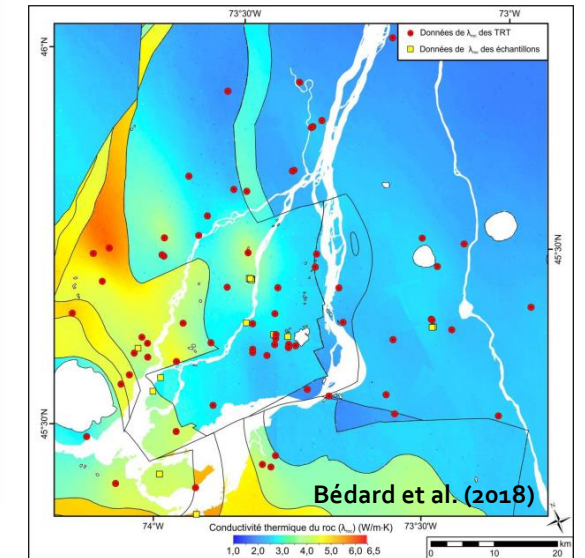 73°30'W
73°W
46°N
Données de λroc des TRT
Données de λroc des échantillons
45°30'N
45°30'N
Bédard et al. (2018)
74°W
73°30'W
Conductivité thermique du roc (λroc) (W/m·K)
1,0 2,0 3,0 4,0 6,0 6,5
km
0 10 20